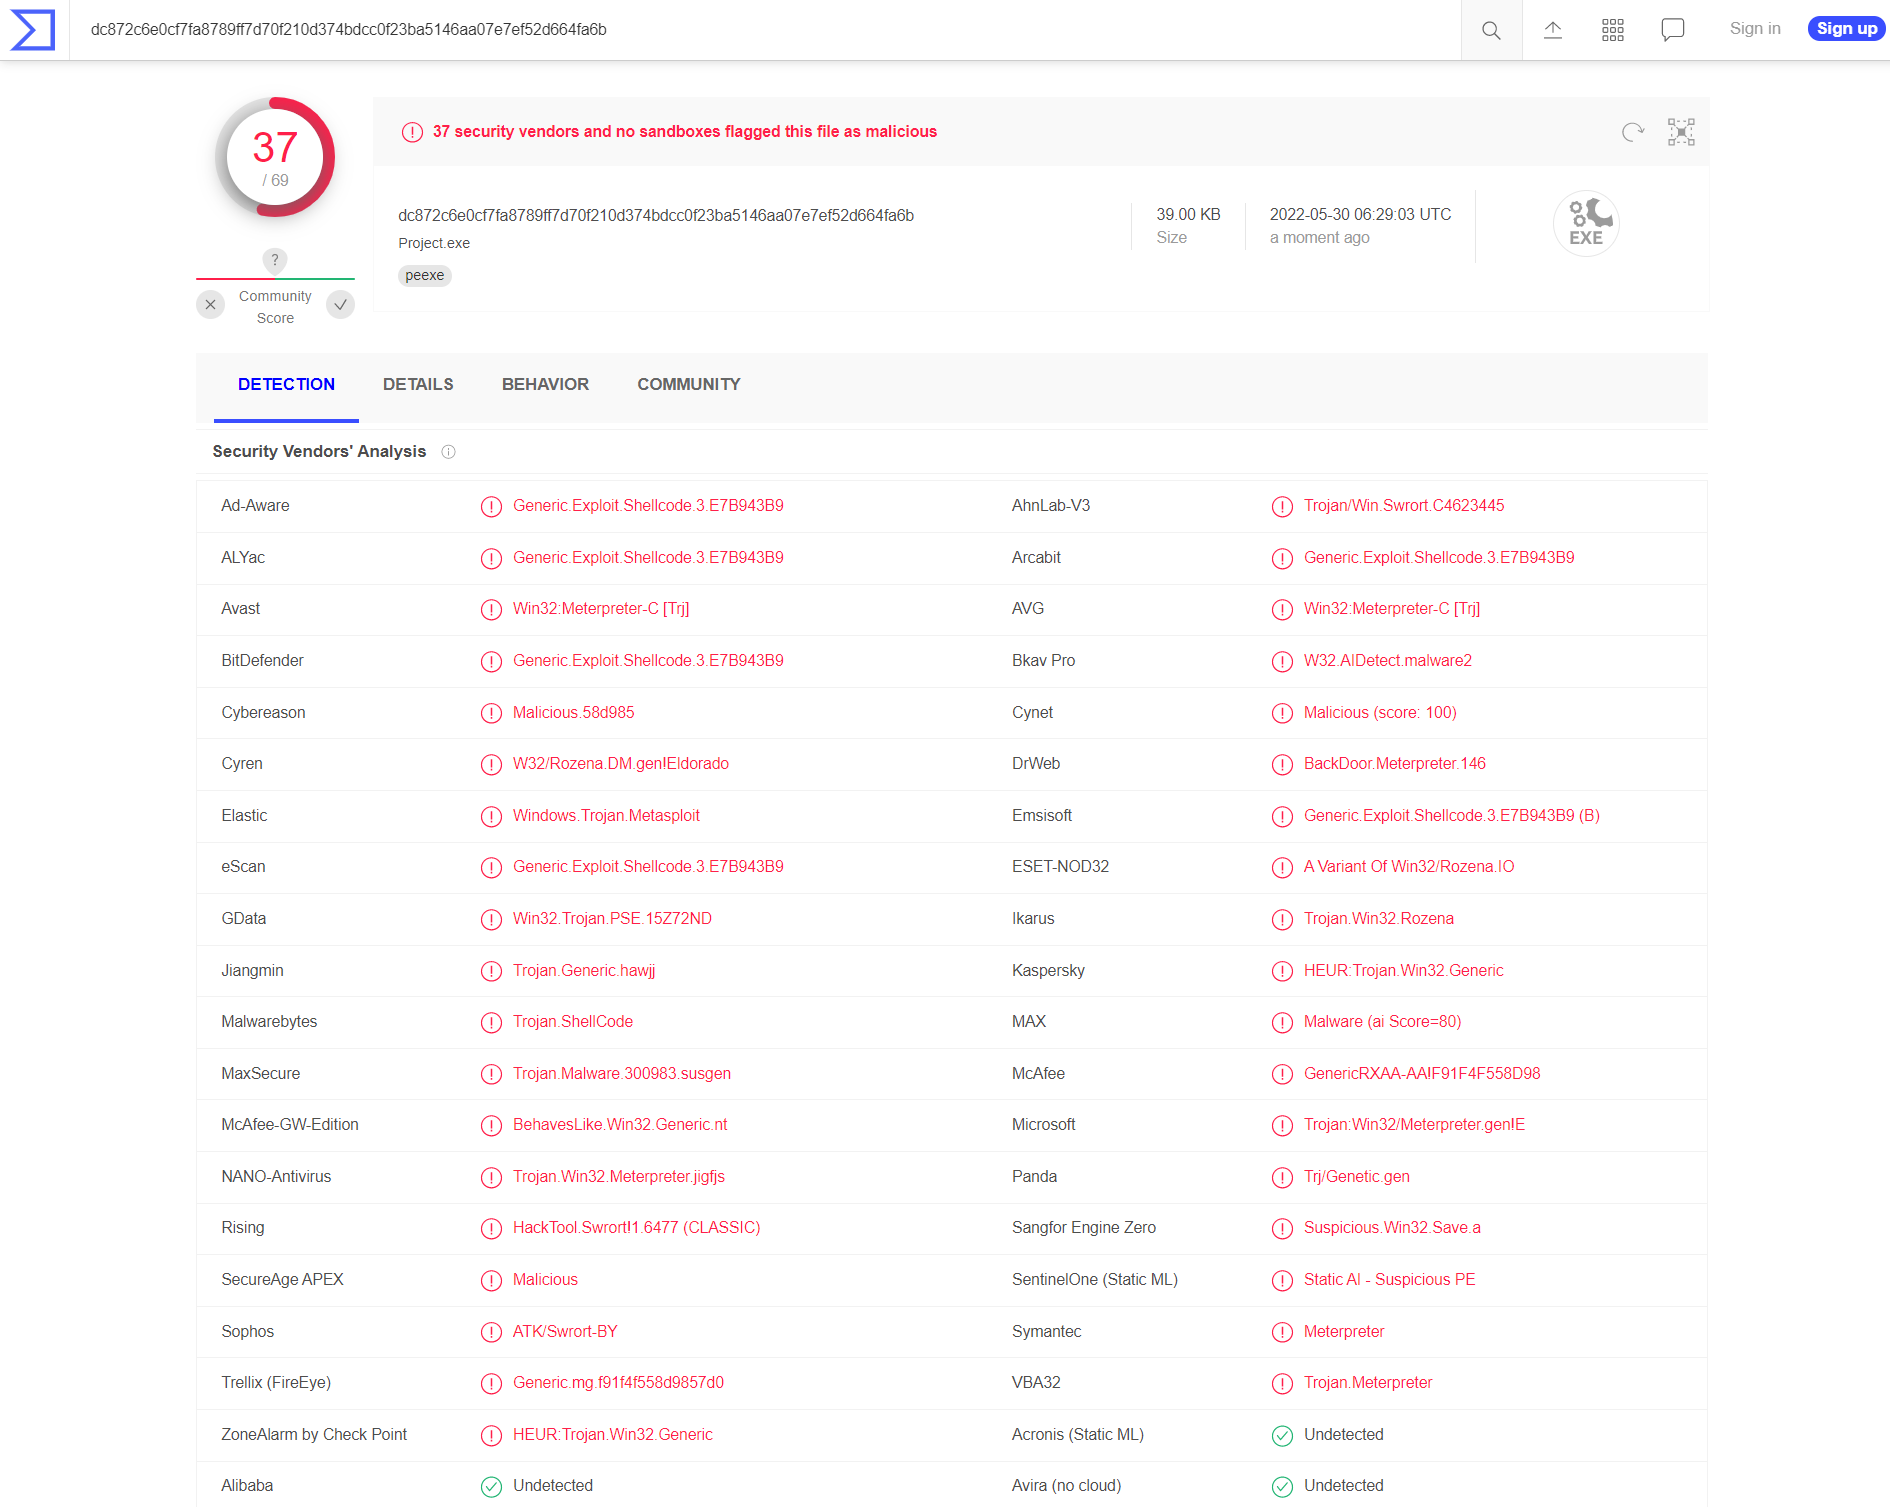 dc872c6e0cf7fa8789ff7d70f210d374bdcc0f23ba5146aa07e7ef52d664fa6b
Sign in
Sign up
37
/ 69
?
Community
Score
37 security vendors and no sandboxes flagged this file as malicious
dc872c6e0cf7fa8789ff7d70f210d374bdcc0f23ba5146aa07e7ef52d664fa6b
Project.exe
peexe
39.00 KB
Size
2022-05-30 06:29:03 UTC
a moment ago
EXE
DETECTION DETAILS BEHAVIOR COMMUNITY
Security Vendors' Analysis
Ad-Aware Generic.Exploit.Shellcode.3.E7B943B9 AhnLab-V3 Trojan/Win.Swrort.C4623445
ALYac Generic.Exploit.Shellcode.3.E7B943B9 Arcabit Generic.Exploit.Shellcode.3.E7B943B9
Avast Win32:Meterpreter-C [Trj] AVG Win32:Meterpreter-C [Trj]
BitDefender Generic.Exploit.Shellcode.3.E7B943B9 Bkav Pro W32.AIDetect.malware2
Cybereason Malicious.58d985 Cynet Malicious (score: 100)
Cyren W32/Rozena.DM.gen!Eldorado DrWeb BackDoor.Meterpreter.146
Elastic Windows.Trojan.Metasploit Emsisoft Generic.Exploit.Shellcode.3.E7B943B9 (B)
eScan Generic.Exploit.Shellcode.3.E7B943B9 ESET-NOD32 A Variant Of Win32/Rozena.IO
GData Win32.Trojan.PSE.15Z72ND Ikarus Trojan.Win32.Rozena
Jiangmin Trojan.Generic.hawjj Kaspersky HEUR:Trojan.Win32.Generic
Malwarebytes Trojan.ShellCode MAX Malware (ai Score=80)
MaxSecure Trojan.Malware.300983.susgen McAfee GenericRXAA-AA!F91F4F558D98
McAfee-GW-Edition BehavesLike.Win32.Generic.nt Microsoft Trojan:Win32/Meterpreter.gen!E
NANO-Antivirus Trojan.Win32.Meterpreter.jigfjs Panda Trj/Genetic.gen
Rising HackTool.Swrort!1.6477 (CLASSIC) Sangfor Engine Zero Suspicious.Win32.Save.a
SecureAge APEX Malicious SentinelOne (Static ML) Static AI - Suspicious PE
Sophos ATK/Swrort-BY Symantec Meterpreter
Trellix (FireEye) Generic.mg.f91f4f558d9857d0 VBA32 Trojan.Meterpreter
ZoneAlarm by Check Point HEUR:Trojan.Win32.Generic Acronis (Static ML) Undetected
Alibaba Undetected Avira (no cloud) Undetected